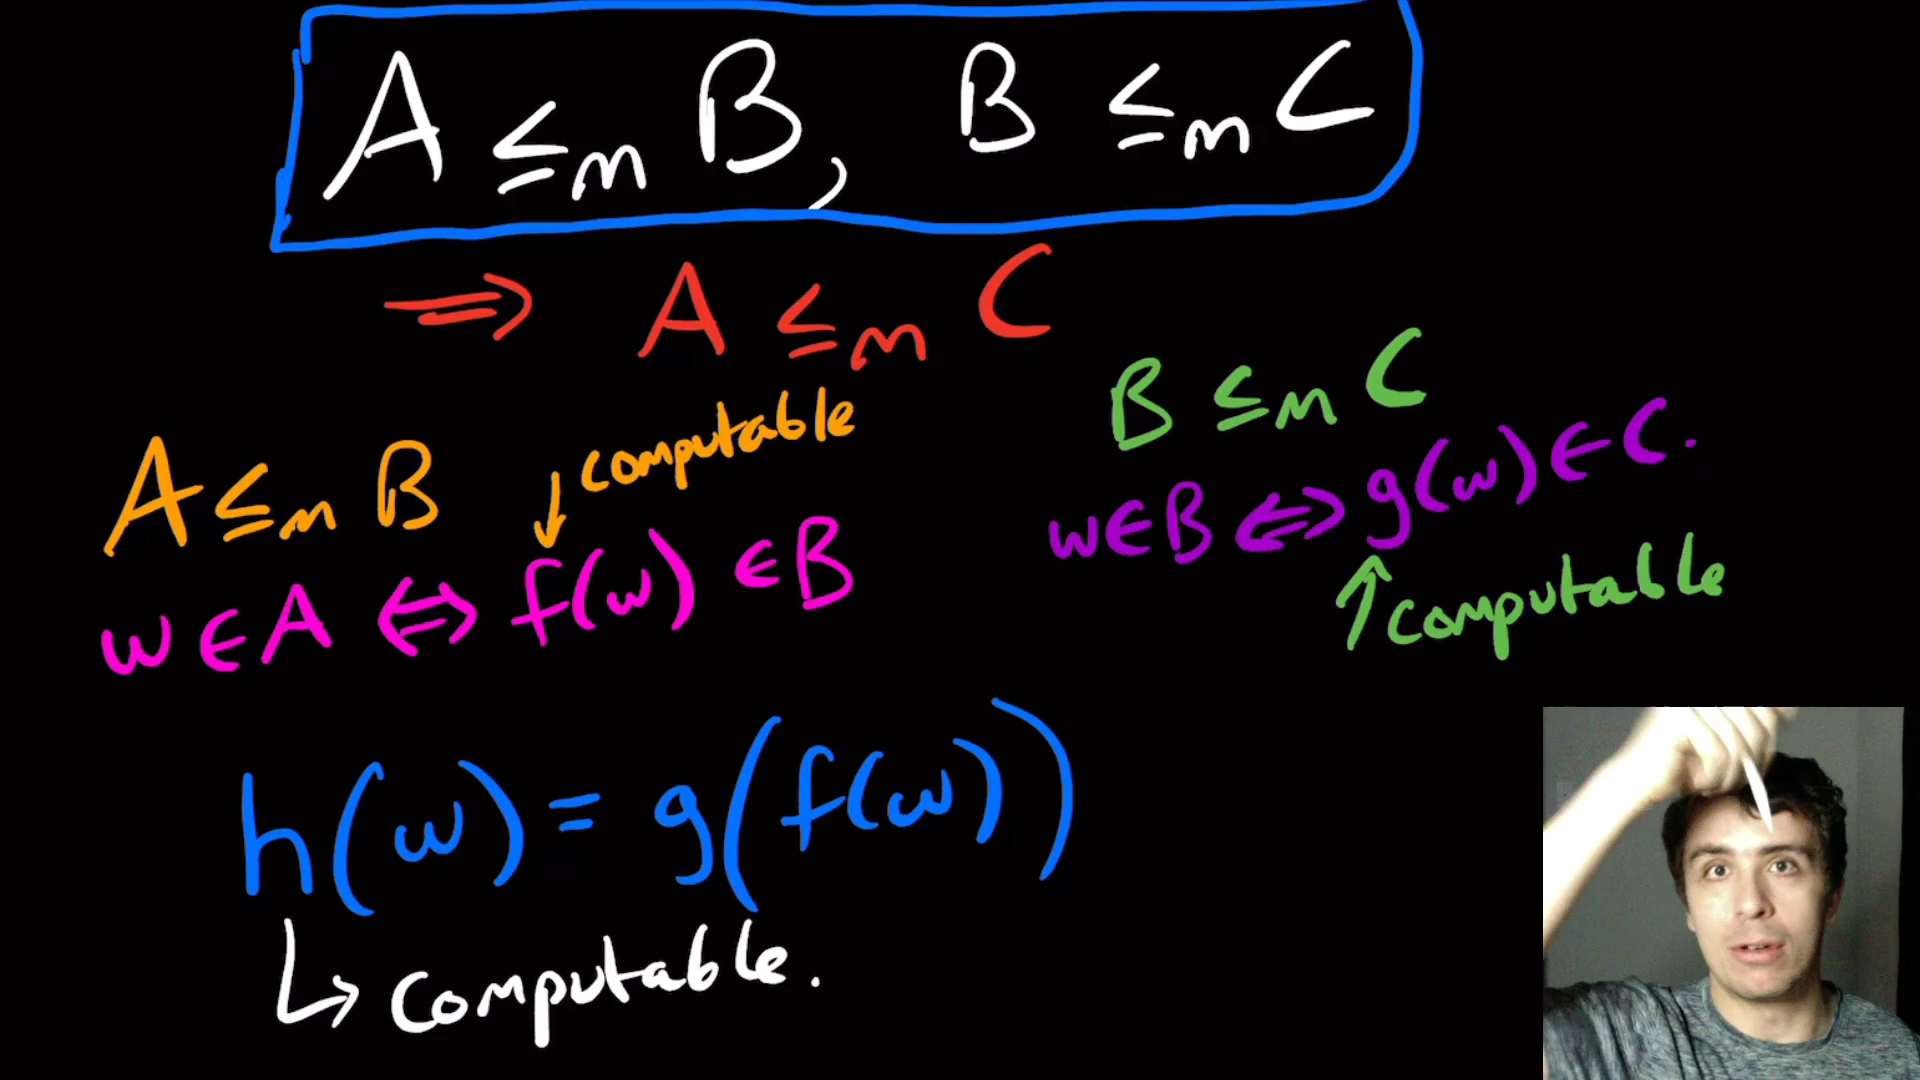 A ≤ₘ B, B ≤ₘ C
⇒ A ≤ₘ C
A ≤ₘ B
↓ computable
w ∈ A ⇔ f(w) ∈ B
B ≤ₘ C
w ∈ B ⇔ g(w) ∈ C.
↑ computable
h(w) = g(f(w))
↳ computable.